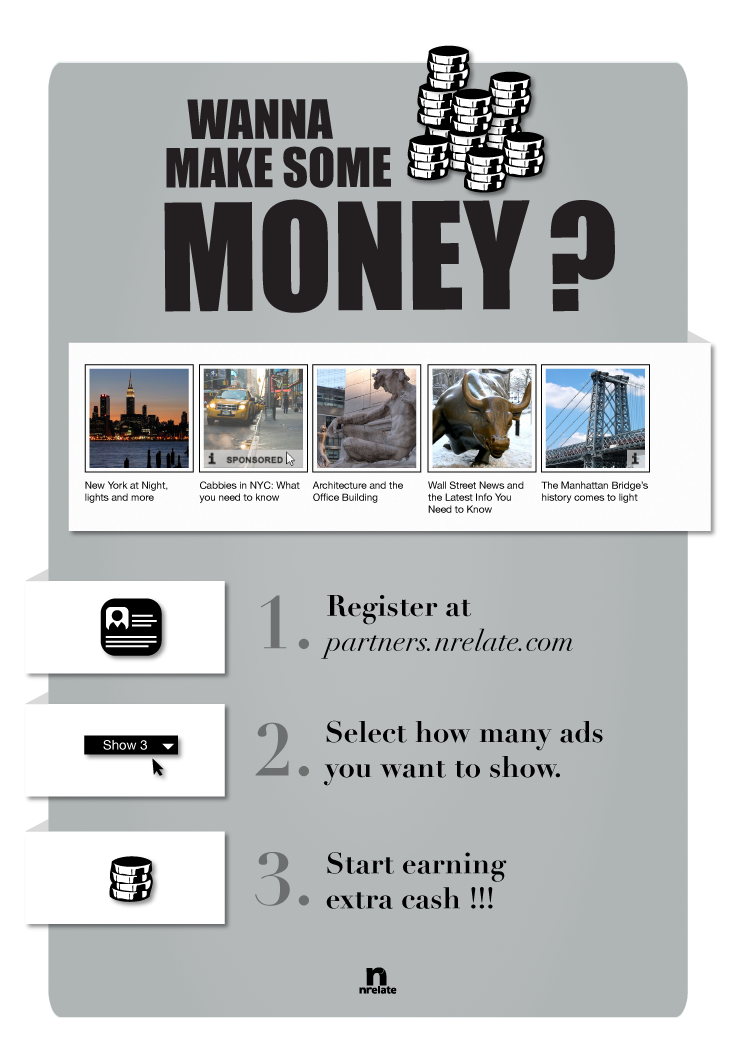 WANNA
MAKE SOME
MONEY?
i SPONSORED
i
New York at Night,
lights and more
Cabbies in NYC: What
you need to know
Architecture and the
Office Building
Wall Street News and
the Latest Info You
Need to Know
The Manhattan Bridge's
history comes to light
1. Register at
partners.nrelate.com
Show 3
2. Select how many ads
you want to show.
3. Start earning
extra cash !!!
n
nrelate